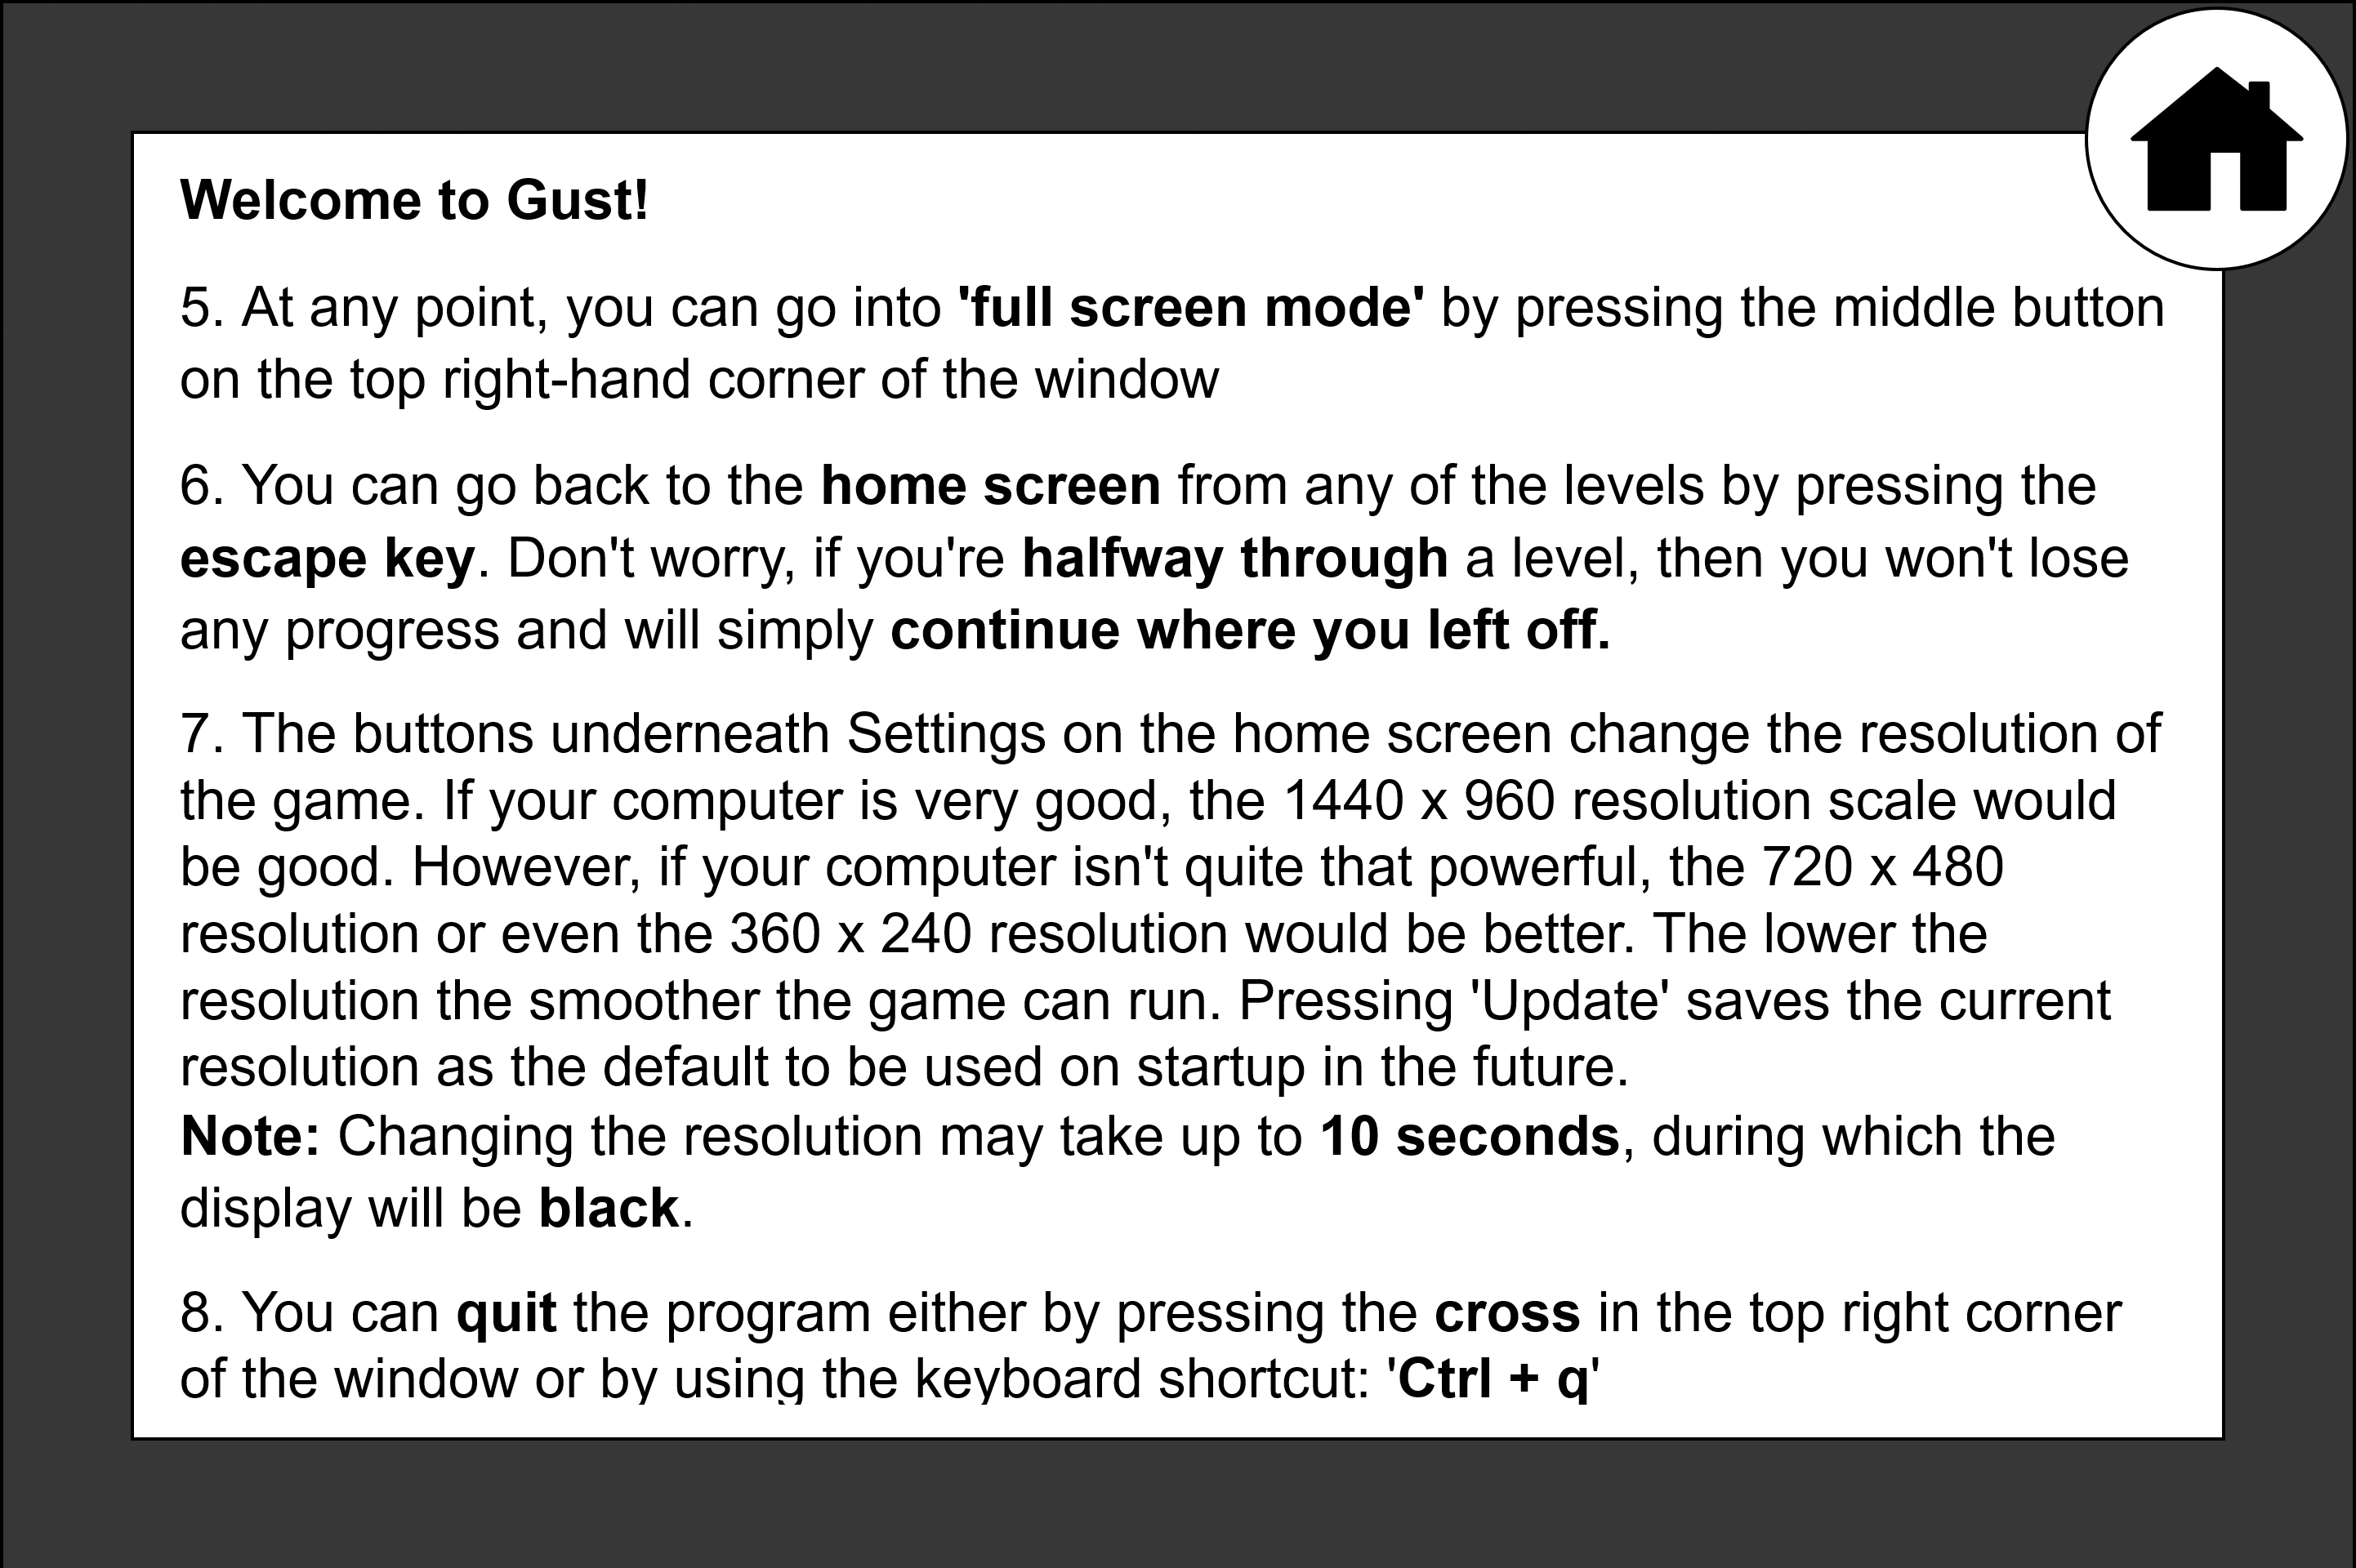 Welcome to Gust!
5. At any point, you can go into 'full screen mode' by pressing the middle button
on the top right-hand corner of the window
6. You can go back to the home screen from any of the levels by pressing the
escape key. Don't worry, if you're halfway through a level, then you won't lose
any progress and will simply continue where you left off.
7. The buttons underneath Settings on the home screen change the resolution of
the game. If your computer is very good, the 1440 x 960 resolution scale would
be good. However, if your computer isn't quite that powerful, the 720 x 480
resolution or even the 360 x 240 resolution would be better. The lower the
resolution the smoother the game can run. Pressing 'Update' saves the current
resolution as the default to be used on startup in the future.
Note: Changing the resolution may take up to 10 seconds, during which the
display will be black.
8. You can quit the program either by pressing the cross in the top right corner
of the window or by using the keyboard shortcut: 'Ctrl + q'